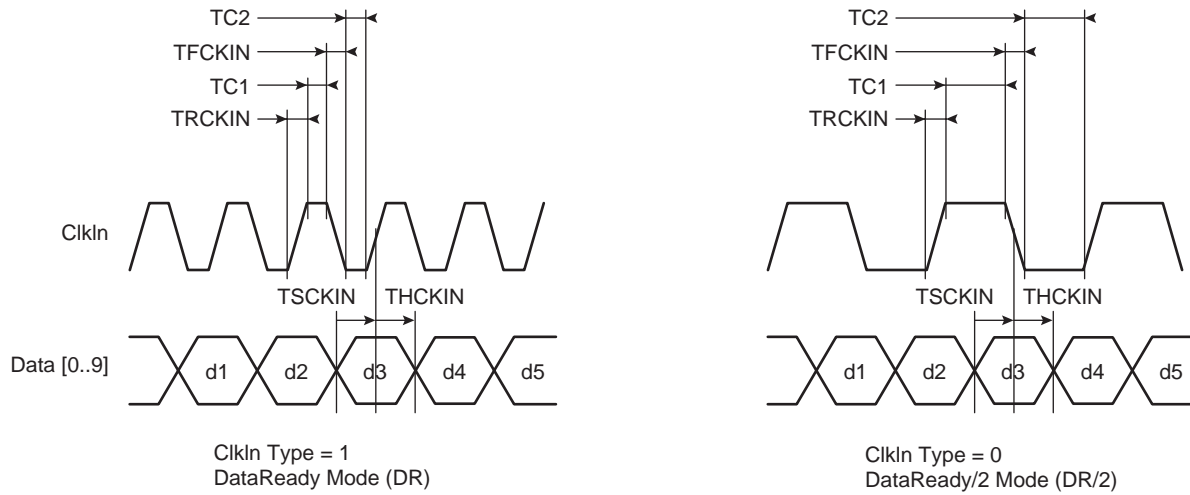 TC2
TFCKIN
TC1
TRCKIN
ClkIn
TSCKIN THCKIN
Data [0..9]
d1 d2 d3 d4 d5
ClkIn Type = 1
DataReady Mode (DR)
TC2
TFCKIN
TC1
TRCKIN
ClkIn
TSCKIN THCKIN
d1 d2 d3 d4 d5
ClkIn Type = 0
DataReady/2 Mode (DR/2)